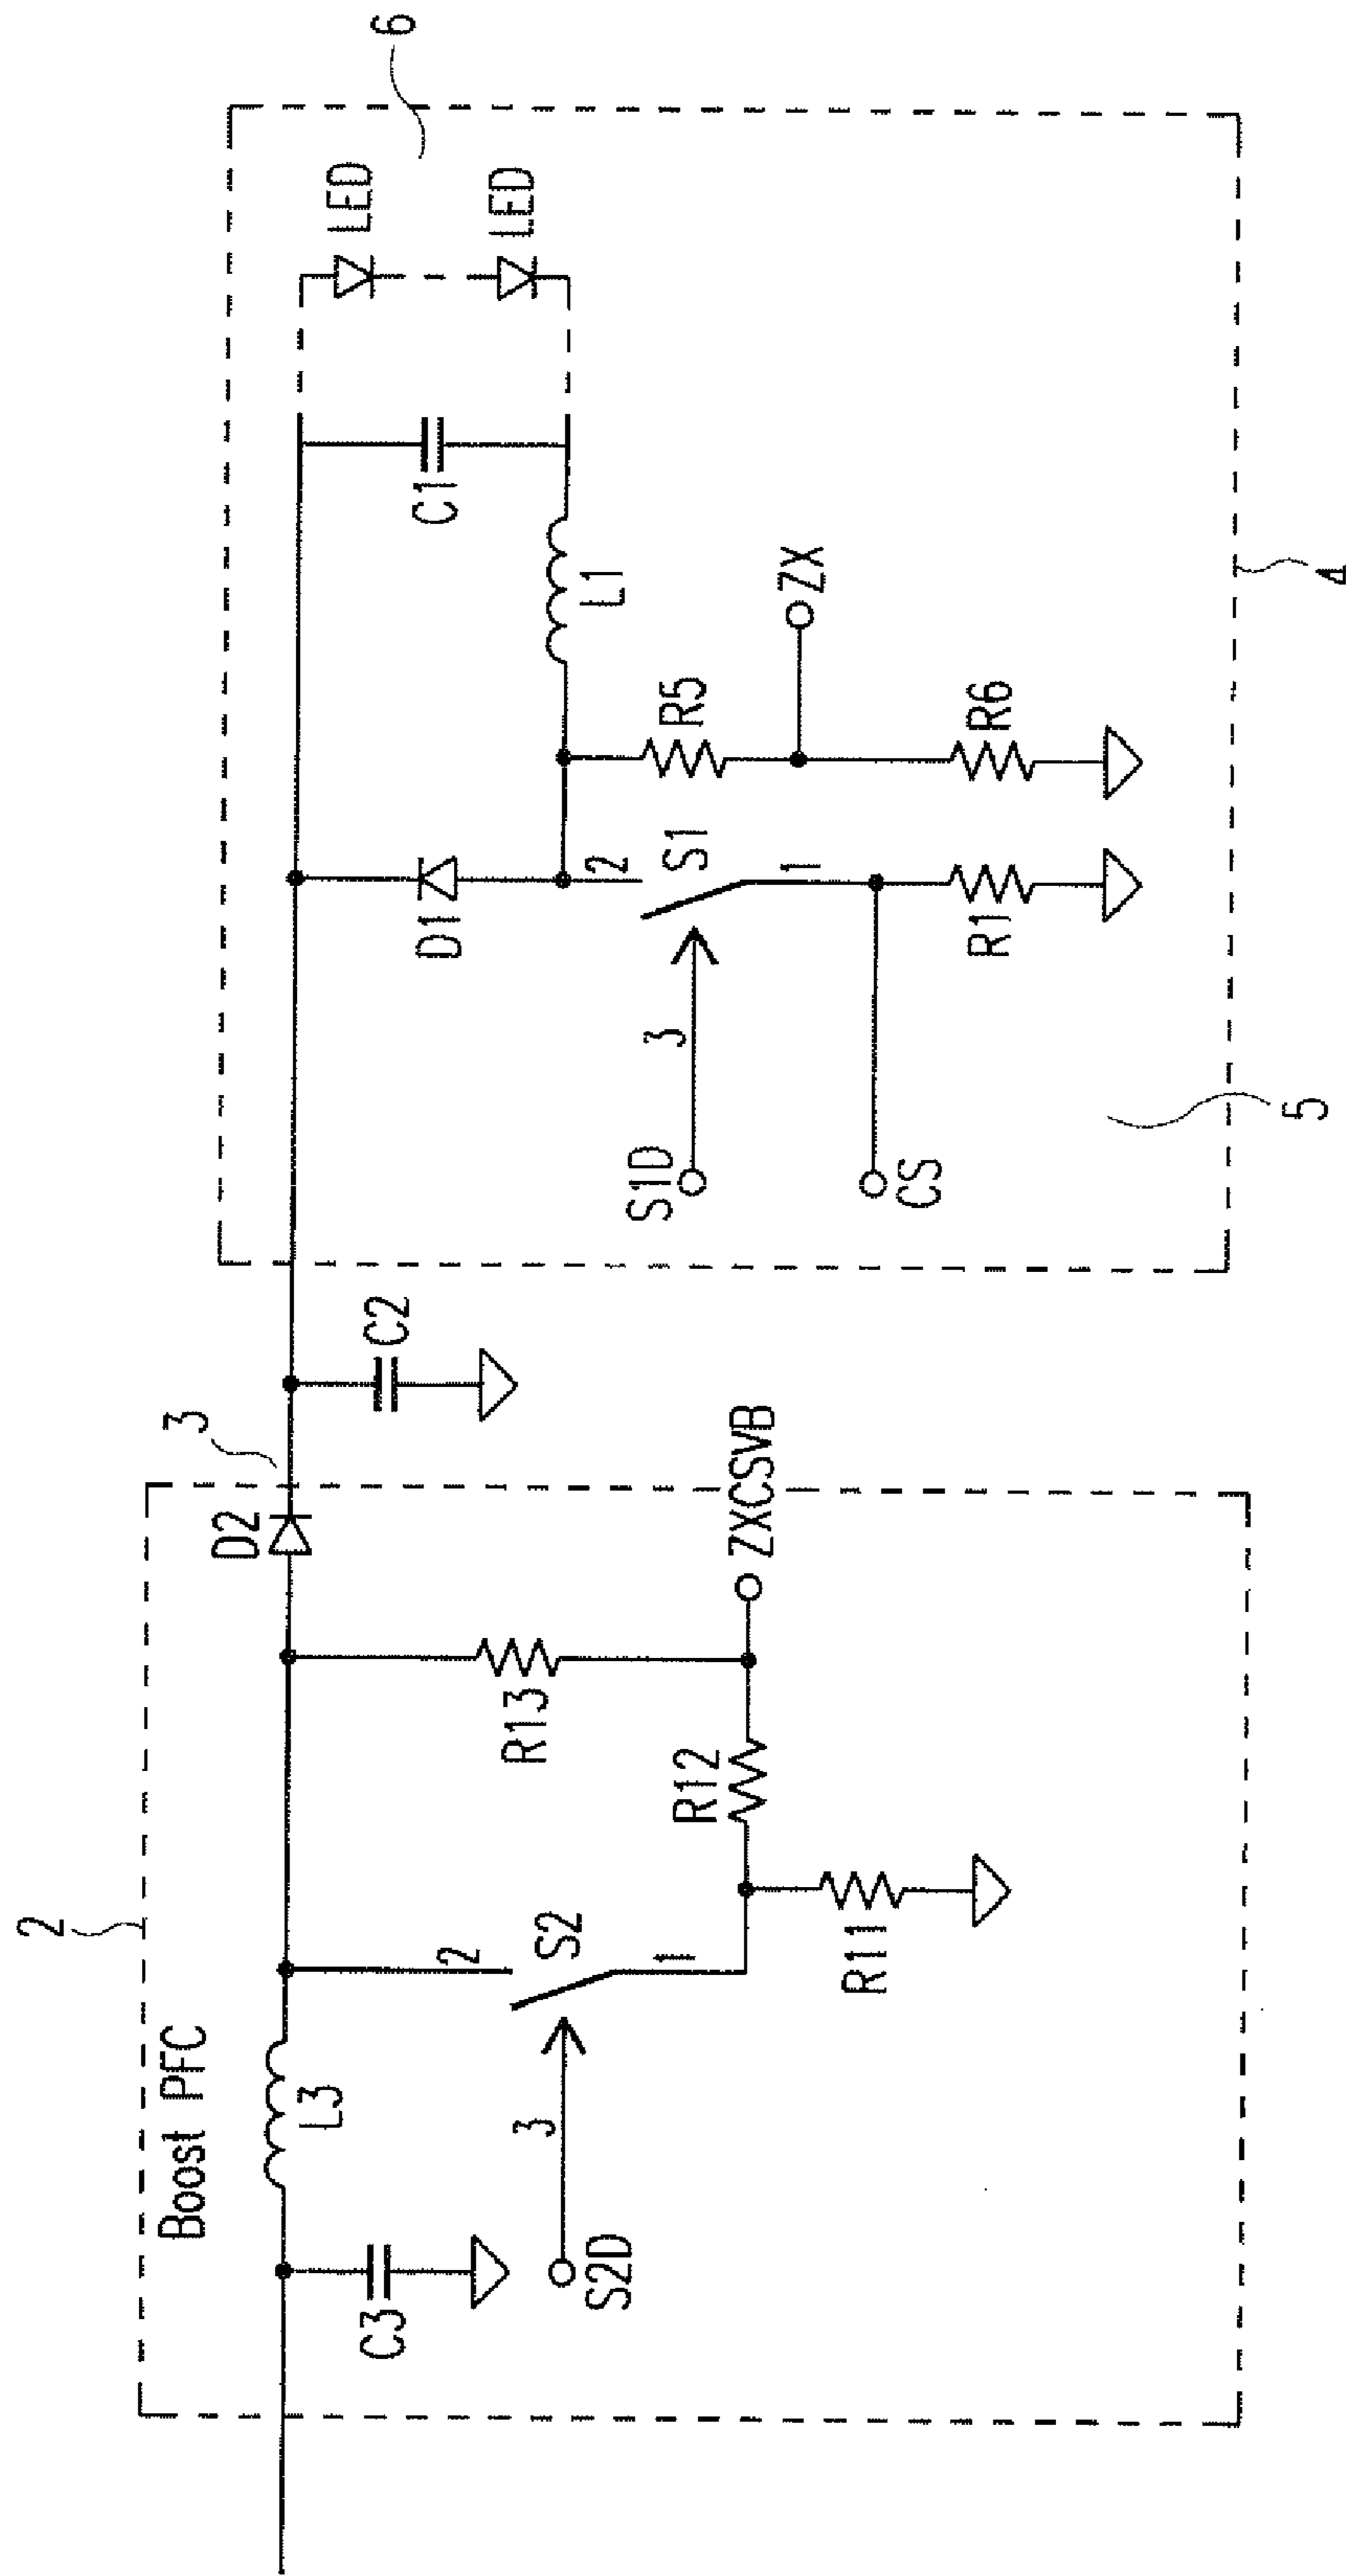 2
Boost PFC
L3
C3
S2D
3
2
S2
1
R11
R12
R13
ZXCSVB
D2
3
C2
4
5
6
D1
S1D
3
2
S1
1
CS
R1
R5
R6
ZX
L1
C1
LED
LED